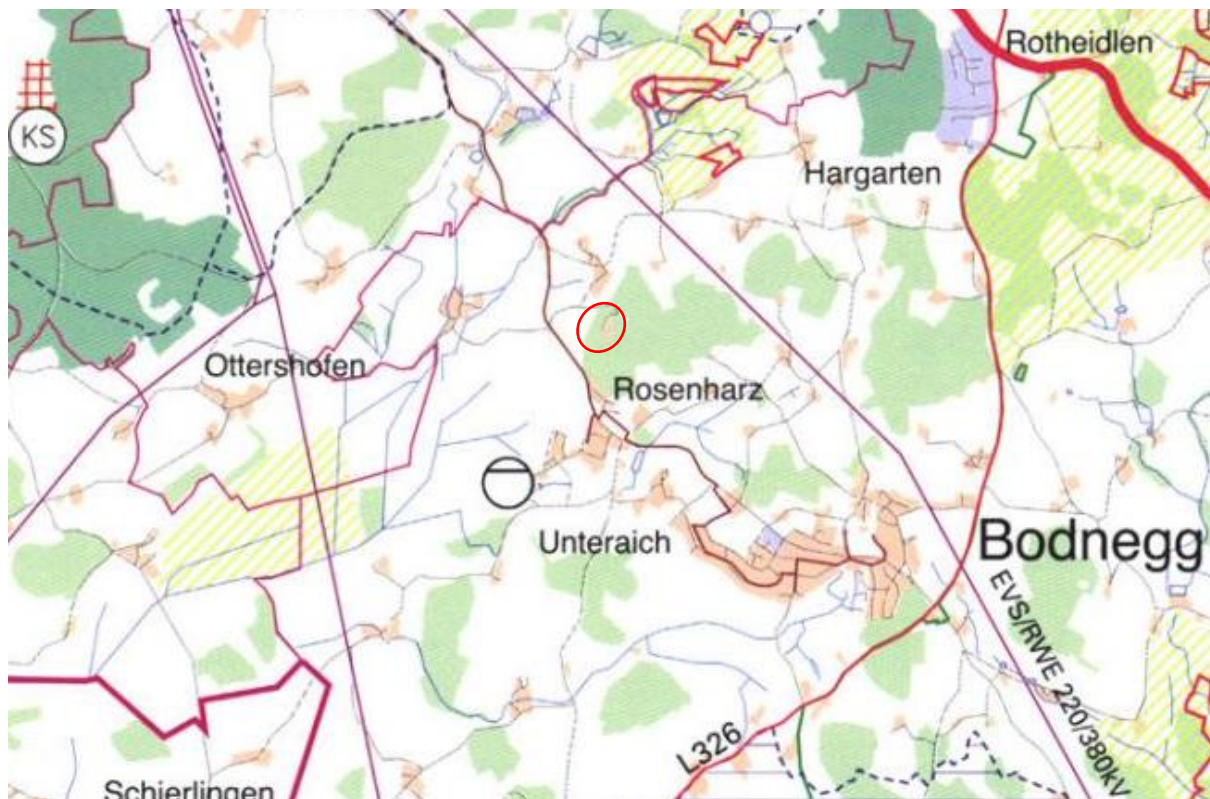 Rotheidlen
KS
Hargarten
Ottershofen
Rosenharz
Unteraich
Bodnegg
EVS/RWE 220/380kV
L326
Schierlingen